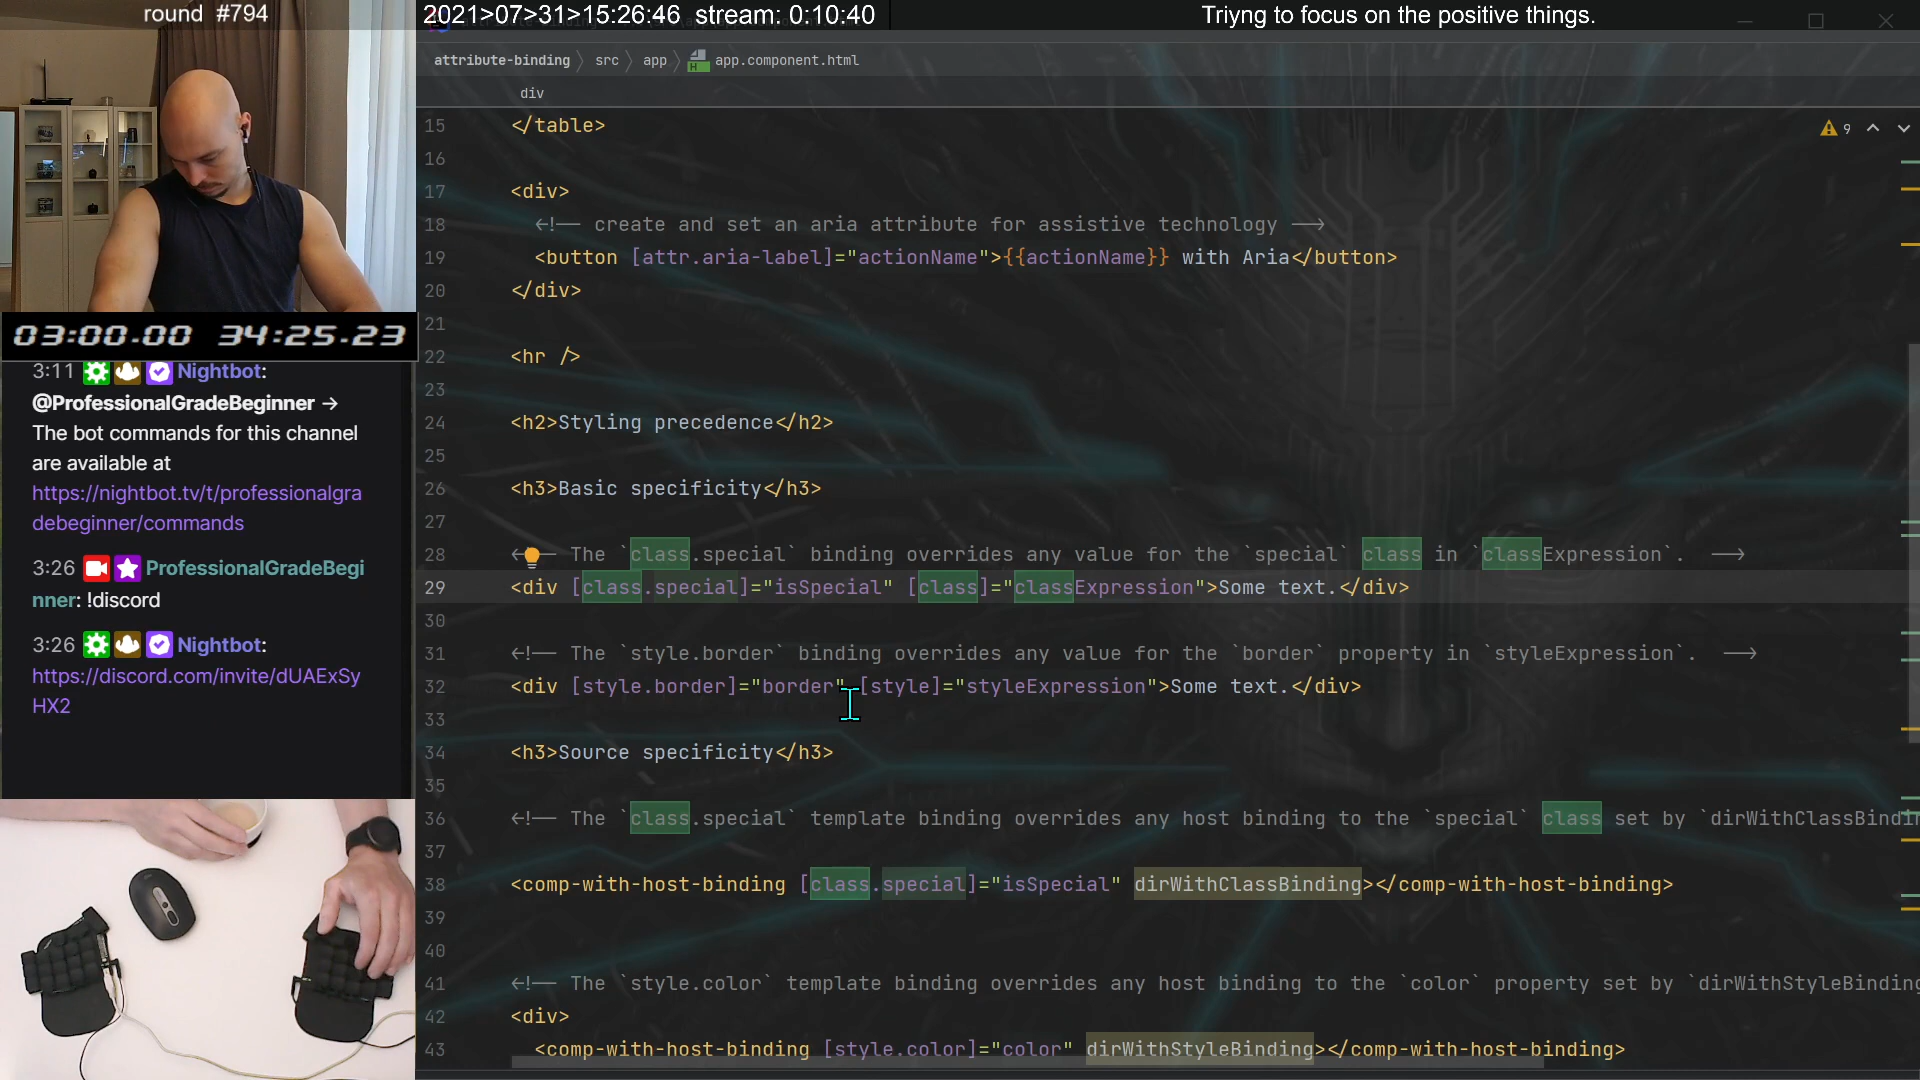 round #794
2021>07>31>15:26:46 stream: 0:10:40
Triyng to focus on the positive things.
attribute-binding 〉 src 〉 app 〉 app.component.html
div
03:00.00 34:25.23
3:11 Nightbot:
@ProfessionalGradeBeginner →
The bot commands for this channel
are available at
https://nightbot.tv/t/professionalgra
debeginner/commands
3:26 ProfessionalGradeBegi
nner: !discord
3:26 Nightbot:
https://discord.com/invite/dUAExSy
HX2
9
15 </table>
16
17 <div>
18 <!-- create and set an aria attribute for assistive technology -->
19 <button [attr.aria-label]="actionName">{{actionName}} with Aria</button>
20 </div>
21
22 <hr />
23
24 <h2>Styling precedence</h2>
25
26 <h3>Basic specificity</h3>
27
28 <!-- The `class.special` binding overrides any value for the `special` class in `classExpression`. -->
29 <div [class.special]="isSpecial" [class]="classExpression">Some text.</div>
30
31 <!-- The `style.border` binding overrides any value for the `border` property in `styleExpression`. -->
32 <div [style.border]="border" [style]="styleExpression">Some text.</div>
33
34 <h3>Source specificity</h3>
35
36 <!-- The `class.special` template binding overrides any host binding to the `special` class set by `dirWithClassBindin
37
38 <comp-with-host-binding [class.special]="isSpecial" dirWithClassBinding></comp-with-host-binding>
39
40
41 <!-- The `style.color` template binding overrides any host binding to the `color` property set by `dirWithStyleBinding
42 <div>
43 <comp-with-host-binding [style.color]="color" dirWithStyleBinding></comp-with-host-binding>